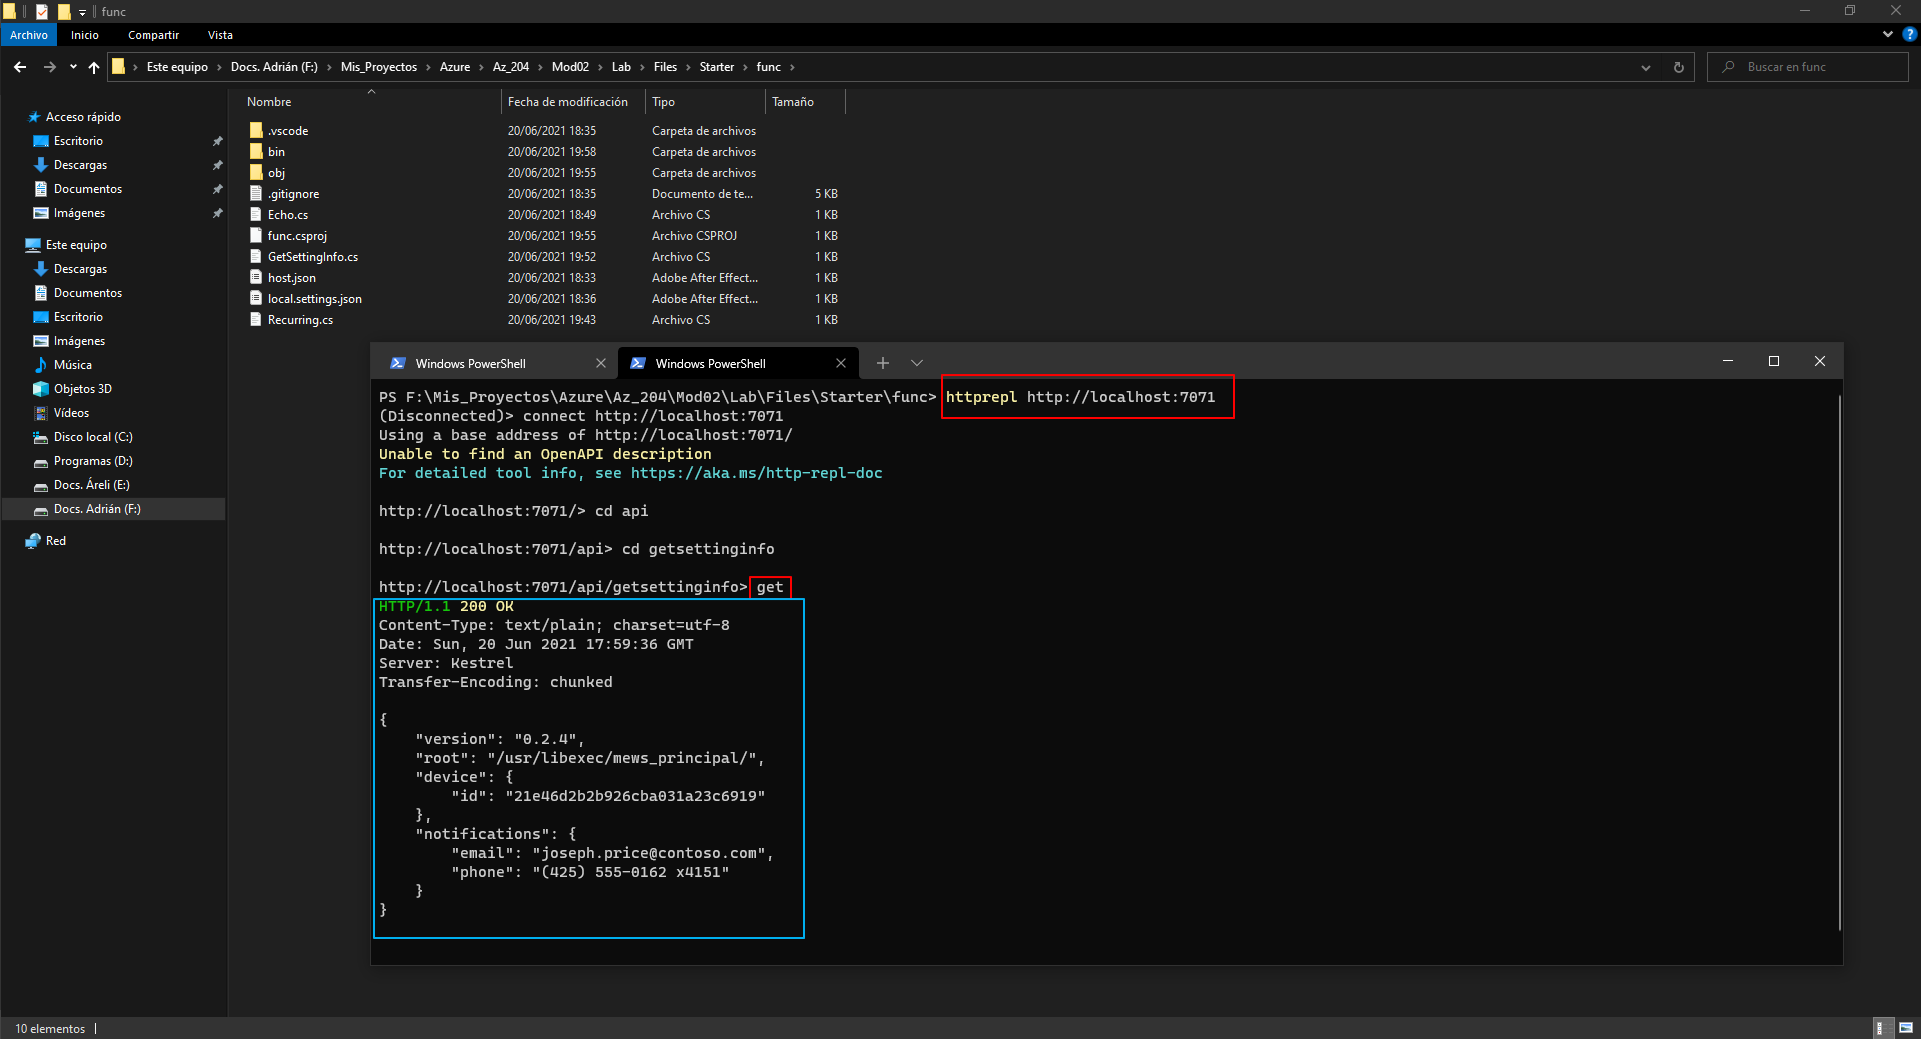 func
Archivo Inicio Compartir Vista
Este equipo > Docs. Adrián (F:) > Mis_Proyectos > Azure > Az_204 > Mod02 > Lab > Files > Starter > func >
Buscar en func
Acceso rápido
Escritorio
Descargas
Documentos
Imágenes
Este equipo
Descargas
Documentos
Escritorio
Imágenes
Música
Objetos 3D
Vídeos
Disco local (C:)
Programas (D:)
Docs. Áreli (E:)
Docs. Adrián (F:)
Red
Nombre Fecha de modificación Tipo Tamaño
.vscode 20/06/2021 18:35 Carpeta de archivos
bin 20/06/2021 19:58 Carpeta de archivos
obj 20/06/2021 19:55 Carpeta de archivos
.gitignore 20/06/2021 18:35 Documento de te... 5 KB
Echo.cs 20/06/2021 18:49 Archivo CS 1 KB
func.csproj 20/06/2021 19:55 Archivo CSPROJ 1 KB
GetSettingInfo.cs 20/06/2021 19:52 Archivo CS 1 KB
host.json 20/06/2021 18:33 Adobe After Effect... 1 KB
local.settings.json 20/06/2021 18:36 Adobe After Effect... 1 KB
Recurring.cs 20/06/2021 19:43 Archivo CS 1 KB
Windows PowerShell Windows PowerShell
PS F:\Mis_Proyectos\Azure\Az_204\Mod02\Lab\Files\Starter\func> httprepl http://localhost:7071
(Disconnected)> connect http://localhost:7071
Using a base address of http://localhost:7071/
Unable to find an OpenAPI description
For detailed tool info, see https://aka.ms/http-repl-doc
http://localhost:7071/> cd api
http://localhost:7071/api> cd getsettinginfo
http://localhost:7071/api/getsettinginfo> get
HTTP/1.1 200 OK
Content-Type: text/plain; charset=utf-8
Date: Sun, 20 Jun 2021 17:59:36 GMT
Server: Kestrel
Transfer-Encoding: chunked
{
"version": "0.2.4",
"root": "/usr/libexec/mews_principal/",
"device": {
"id": "21e46d2b2b926cba031a23c6919"
},
"notifications": {
"email": "joseph.price@contoso.com",
"phone": "(425) 555-0162 x4151"
}
}
10 elementos